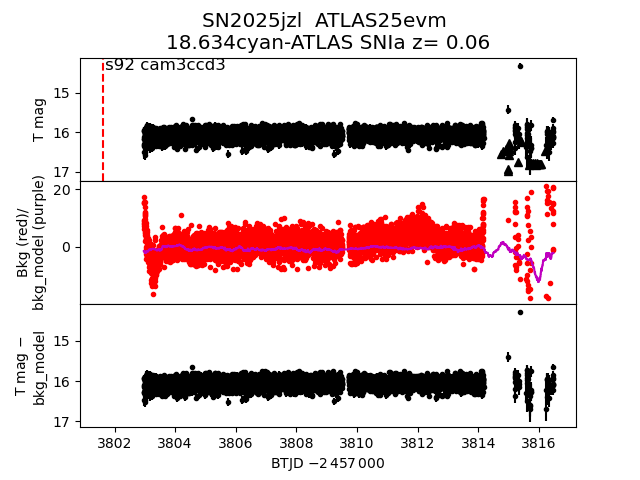 SN2025jzl  ATLAS25evm
18.634cyan-ATLAS SNIa z= 0.06
s92 cam3ccd3
T mag
15
16
17
Bkg (red)/
bkg_model (purple)
20
0
T mag −
bkg_model
15
16
17
3802 3804 3806 3808 3810 3812 3814 3816
BTJD −2 457 000